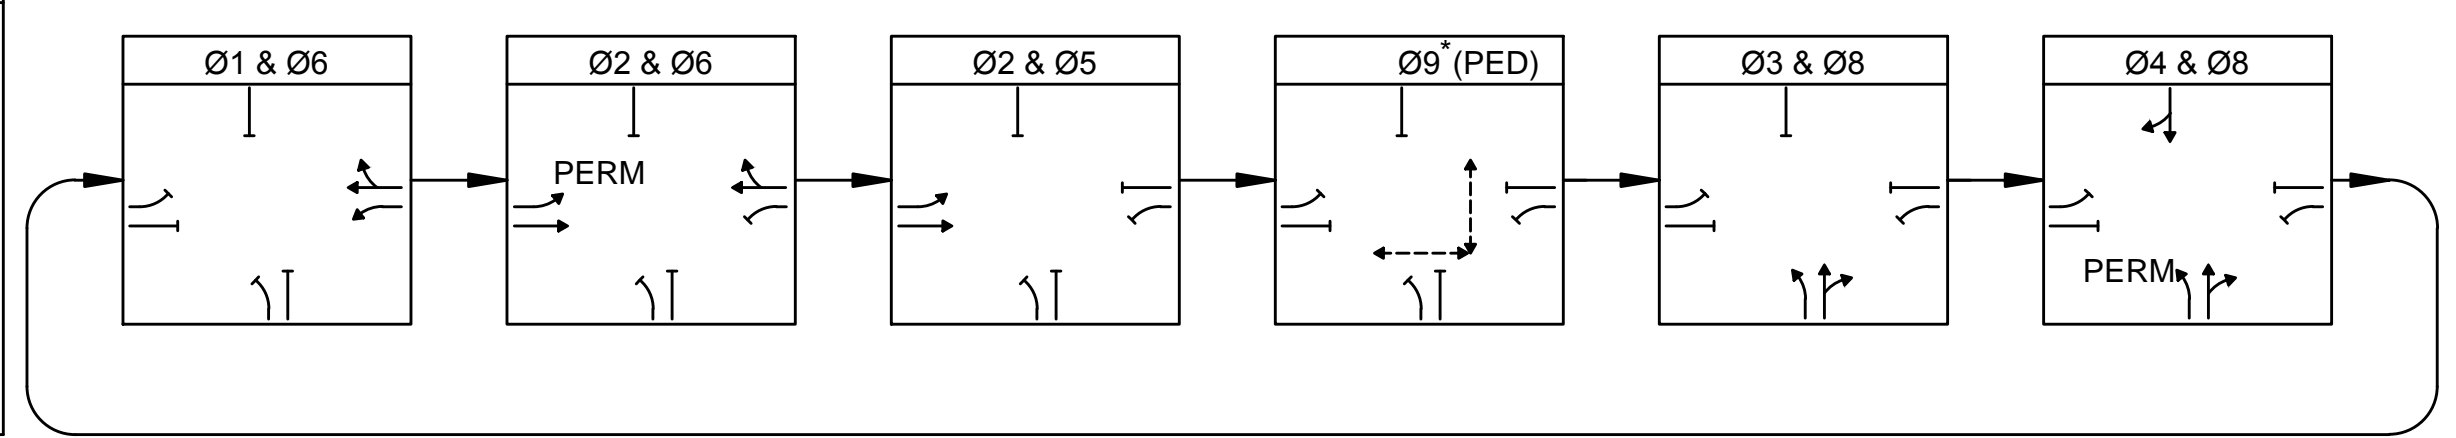 Ø1 & Ø6
Ø2 & Ø6
Ø2 & Ø5
Ø9*(PED)
Ø3 & Ø8
Ø4 & Ø8
PERM
PERM